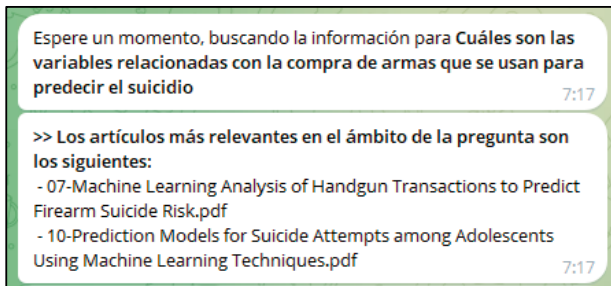 Espere un momento, buscando la información para Cuáles son las
variables relacionadas con la compra de armas que se usan para
predecir el suicidio
7:17
>> Los artículos más relevantes en el ámbito de la pregunta son
los siguientes:
- 07-Machine Learning Analysis of Handgun Transactions to Predict
Firearm Suicide Risk.pdf
- 10-Prediction Models for Suicide Attempts among Adolescents
Using Machine Learning Techniques.pdf
7:17